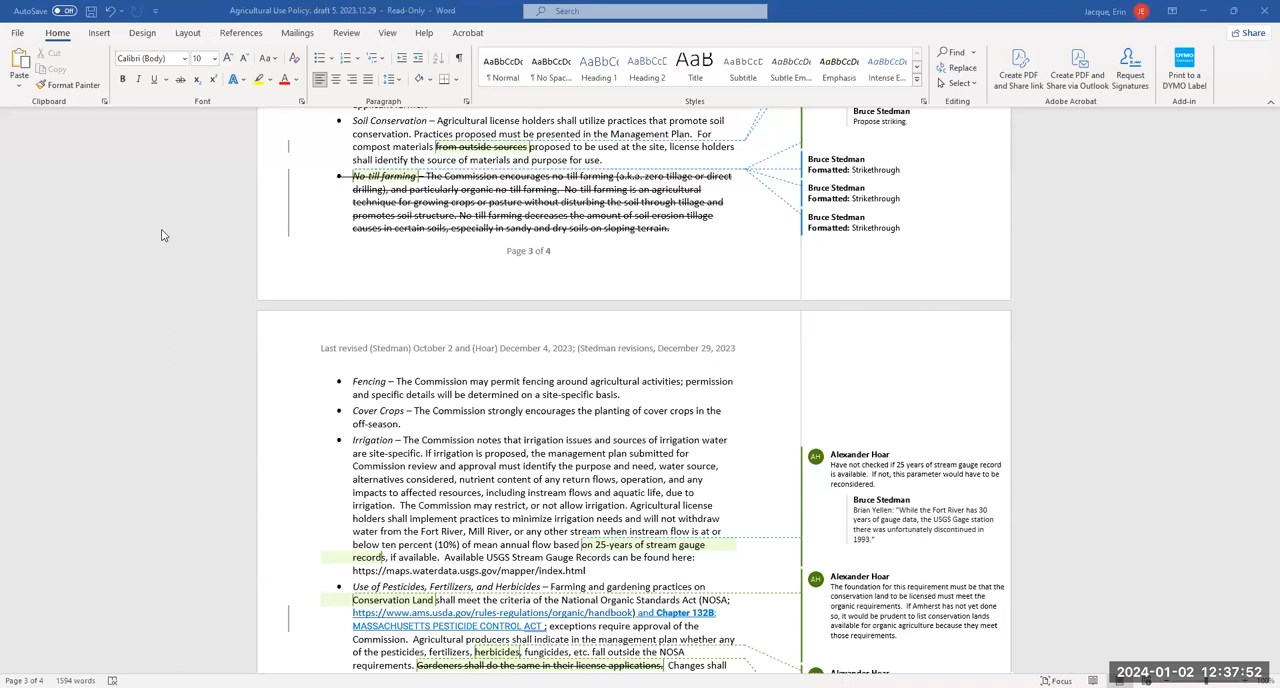 AutoSave Off Agricultural Use Policy. draft 5. 2023.12.29 - Read-Only - Word Search Jacque, Erin JE
File Home Insert Draw Design Layout References Mailings Review View Help Acrobat Share
Paste Cut Copy Format Painter Clipboard
Calibri (Body) 10 Font
Paragraph
AaBbCcDc AaBbCcDc AaBbC AaBbCcC AaB AaBbCcC AaBbCcDc AaBbCcDc AaBbCcDc
¶ Normal ¶ No Spac... Heading 1 Heading 2 Title Subtitle Subtle Em... Emphasis Intense E...
Styles
Find Replace Select Editing
Create PDF and Share link Create PDF and Share via Outlook Request Signatures Adobe Acrobat
DYMO Print to a DYMO Label Add-in
• Soil Conservation – Agricultural license holders shall utilize practices that promote soil
conservation. Practices proposed must be presented in the Management Plan. For
compost materials from outside sources proposed to be used at the site, license holders
shall identify the source of materials and purpose for use.
• No till farming – The Commission encourages no till farming (a.k.a. zero tillage or direct
drilling), and particularly organic no till farming. No till farming is an agricultural
technique for growing crops or pasture without disturbing the soil through tillage and
promotes soil structure. No till farming decreases the amount of soil erosion tillage
causes in certain soils, especially in sandy and dry soils on sloping terrain.
Page 3 of 4
Bruce Stedman
Propose striking.
Bruce Stedman
Formatted: Strikethrough
Bruce Stedman
Formatted: Strikethrough
Bruce Stedman
Formatted: Strikethrough
Last revised (Stedman) October 2 and (Hoar) December 4, 2023; (Stedman revisions, December 29, 2023
• Fencing – The Commission may permit fencing around agricultural activities; permission
and specific details will be determined on a site-specific basis.
• Cover Crops – The Commission strongly encourages the planting of cover crops in the
off-season.
• Irrigation – The Commission notes that irrigation issues and sources of irrigation water
are site-specific. If irrigation is proposed, the management plan submitted for
Commission review and approval must identify the purpose and need, water source,
alternatives considered, nutrient content of any return flows, operation, and any
impacts to affected resources, including instream flows and aquatic life, due to
irrigation. The Commission may restrict, or not allow irrigation. Agricultural license
holders shall implement practices to minimize irrigation needs and will not withdraw
water from the Fort River, Mill River, or any other stream when instream flow is at or
below ten percent (10%) of mean annual flow based on 25-years of stream gauge
records, if available. Available USGS Stream Gauge Records can be found here:
https://maps.waterdata.usgs.gov/mapper/index.html
• Use of Pesticides, Fertilizers, and Herbicides – Farming and gardening practices on
Conservation Land shall meet the criteria of the National Organic Standards Act (NOSA;
https://www.ams.usda.gov/rules-regulations/organic/handbook) and Chapter 132B:
MASSACHUSETTS PESTICIDE CONTROL ACT ; exceptions require approval of the
Commission. Agricultural producers shall indicate in the management plan whether any
of the pesticides, fertilizers, herbicides, fungicides, etc. fall outside the NOSA
requirements. Gardeners shall do the same in their license applications. Changes shall
AH Alexander Hoar
Have not checked if 25 years of stream gauge record
is available. If not, this parameter would have to be
reconsidered.
Bruce Stedman
Brian Yellen: "While the Fort River has 30
years of gauge data, the USGS Gage station
there was unfortunately discontinued in
1993."
AH Alexander Hoar
The foundation for this requirement must be that the
conservation land to be licensed must meet the
organic requirements. If Amherst has not yet done
so, it would be prudent to list conservation lands
available for organic agriculture because they meet
those requirements.
Alexander Hoar
Page 3 of 4 1594 words Focus
2024-01-02 12:37:52